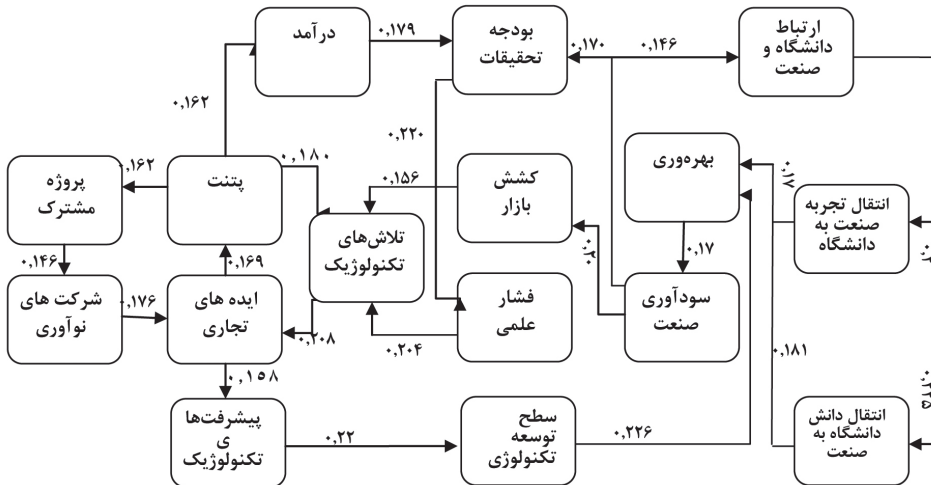 ارتباط
دانشگاه و
صنعت
۰,۱۴۶
۰,۱۷۰
بودجه
تحقیقات
۰,۱۷۹
درآمد
۰,۱۶۲
۰,۲۲۰
بهره‌وری
۰,۱۷
انتقال تجربه
صنعت به
دانشگاه
کشش
بازار
۰,۱۵۶
۰,۱۸۰
پتنت
۰,۱۶۲
پروژه
مشترک
تلاش‌های
تکنولوژیک
۰,۱۷
۰,۲۰
۰,۱۶۹
۰,۱۴۶
سودآوری
صنعت
فشار
علمی
ایده های
تجاری
۰,۱۷۶
شرکت های
نوآوری
۰,۱۸۱
۰,۲۰۴
۰,۲۰۸
۰,۱۵۸
انتقال دانش
دانشگاه به
صنعت
۰,۲۲۶
سطح
توسعه
تکنولوژی
۰,۲۲
پیشرفت‌ها
ی
تکنولوژیک